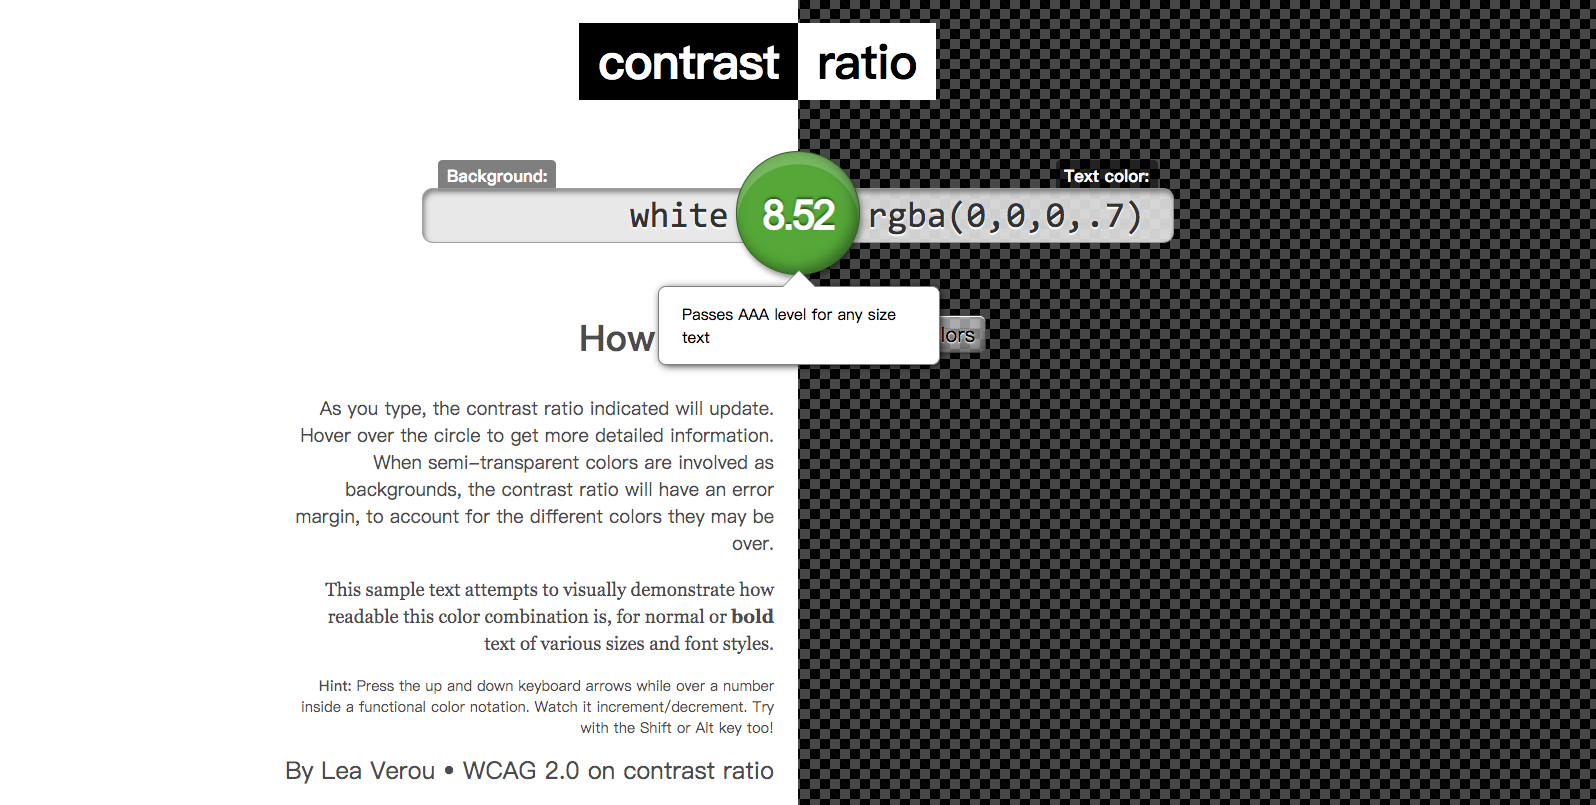 contrast ratio
Background:
Text color:
white 8.52 rgba(0,0,0,.7)
Passes AAA level for any size
text
How
lors
As you type, the contrast ratio indicated will update.
Hover over the circle to get more detailed information.
When semi-transparent colors are involved as
backgrounds, the contrast ratio will have an error
margin, to account for the different colors they may be
over.
This sample text attempts to visually demonstrate how
readable this color combination is, for normal or bold
text of various sizes and font styles.
Hint: Press the up and down keyboard arrows while over a number
inside a functional color notation. Watch it increment/decrement. Try
with the Shift or Alt key too!
By Lea Verou • WCAG 2.0 on contrast ratio